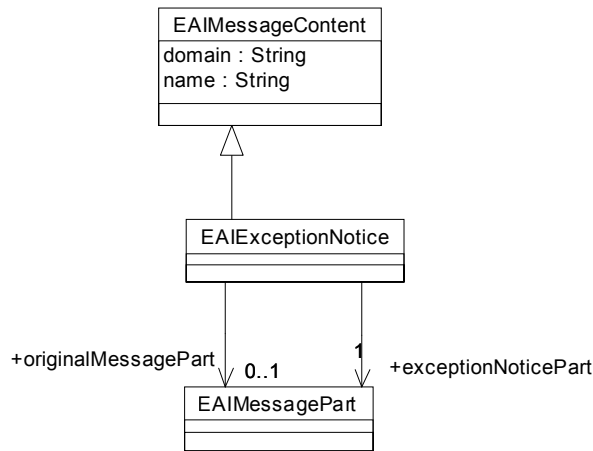 EAIMessageContent
domain : String
name : String
EAIExceptionNotice
+originalMessagePart
0..1
1
+exceptionNoticePart
EAIMessagePart